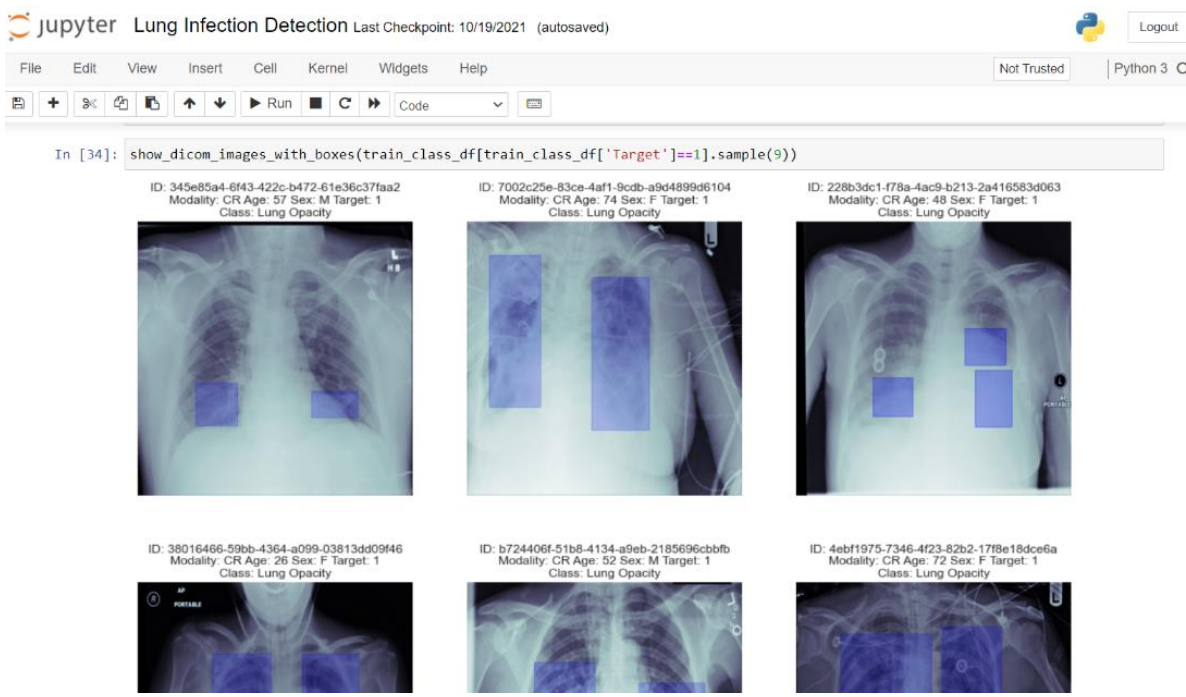 jupyter Lung Infection Detection Last Checkpoint: 10/19/2021 (autosaved)
Logout
File Edit View Insert Cell Kernel Widgets Help
Not Trusted Python 3
Run Code
In [34]: show_dicom_images_with_boxes(train_class_df[train_class_df['Target']==1].sample(9))
ID: 345e85a4-6f43-422c-b472-61e36c37faa2
Modality: CR Age: 57 Sex: M Target: 1
Class: Lung Opacity
L
H B
ID: 7002c25e-83ce-4af1-9cdb-a9d4899d6104
Modality: CR Age: 74 Sex: F Target: 1
Class: Lung Opacity
L
ID: 228b3dc1-f78a-4ac9-b213-2a416583d063
Modality: CR Age: 48 Sex: F Target: 1
Class: Lung Opacity
L
AP
PORTABLE
ID: 38016466-59bb-4364-a099-03813dd09f46
Modality: CR Age: 26 Sex: F Target: 1
Class: Lung Opacity
R
AP
PORTABLE
ID: b724406f-51b8-4134-a9eb-2185696cbbfb
Modality: CR Age: 52 Sex: M Target: 1
Class: Lung Opacity
ID: 4ebf1975-7346-4f23-82b2-17f8e18dce6a
Modality: CR Age: 72 Sex: F Target: 1
Class: Lung Opacity
L